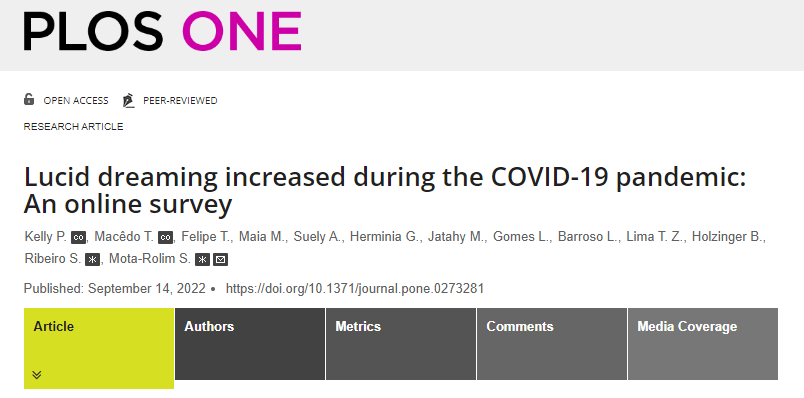 PLOS ONE
OPEN ACCESS PEER-REVIEWED
RESEARCH ARTICLE
Lucid dreaming increased during the COVID-19 pandemic:
An online survey
Kelly P. co, Macêdo T. co, Felipe T., Maia M., Suely A., Herminia G., Jatahy M., Gomes L., Barroso L., Lima T. Z., Holzinger B.,
Ribeiro S. *, Mota-Rolim S. *
Published: September 14, 2022 • https://doi.org/10.1371/journal.pone.0273281
Article Authors Metrics Comments Media Coverage